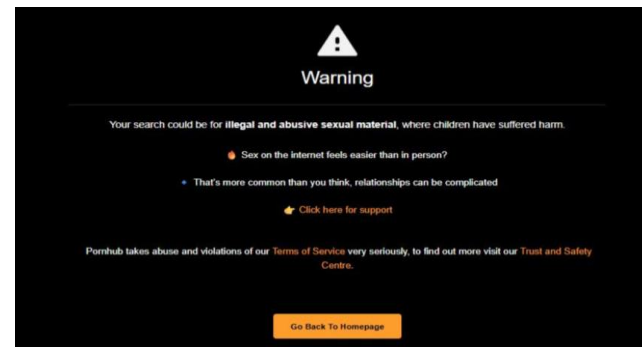 Warning
Your search could be for illegal and abusive sexual material, where children have suffered harm.
Sex on the internet feels easier than in person?
That's more common than you think, relationships can be complicated
Click here for support
Pornhub takes abuse and violations of our Terms of Service very seriously, to find out more visit our Trust and Safety
Centre.
Go Back To Homepage